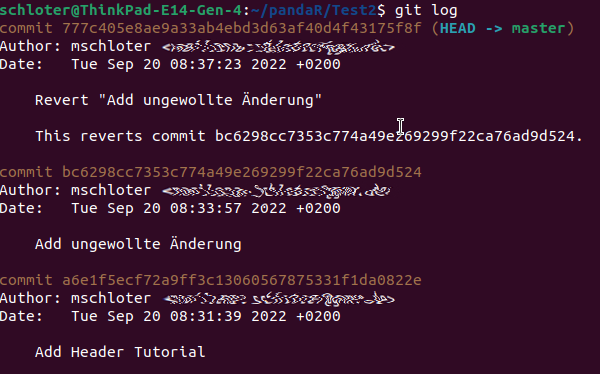 schloter@ThinkPad-E14-Gen-4:~/pandaR/Test2$ git log
commit 777c405e8ae9a33ab4ebd3d63af40d4f43175f8f (HEAD -> master)
Author: mschloter
Date:   Tue Sep 20 08:37:23 2022 +0200
Revert "Add ungewollte Änderung"
This reverts commit bc6298cc7353c774a49e269299f22ca76ad9d524.
commit bc6298cc7353c774a49e269299f22ca76ad9d524
Author: mschloter
Date:   Tue Sep 20 08:33:57 2022 +0200
Add ungewollte Änderung
commit a6e1f5ecf72a9ff3c13060567875331f1da0822e
Author: mschloter
Date:   Tue Sep 20 08:31:39 2022 +0200
Add Header Tutorial